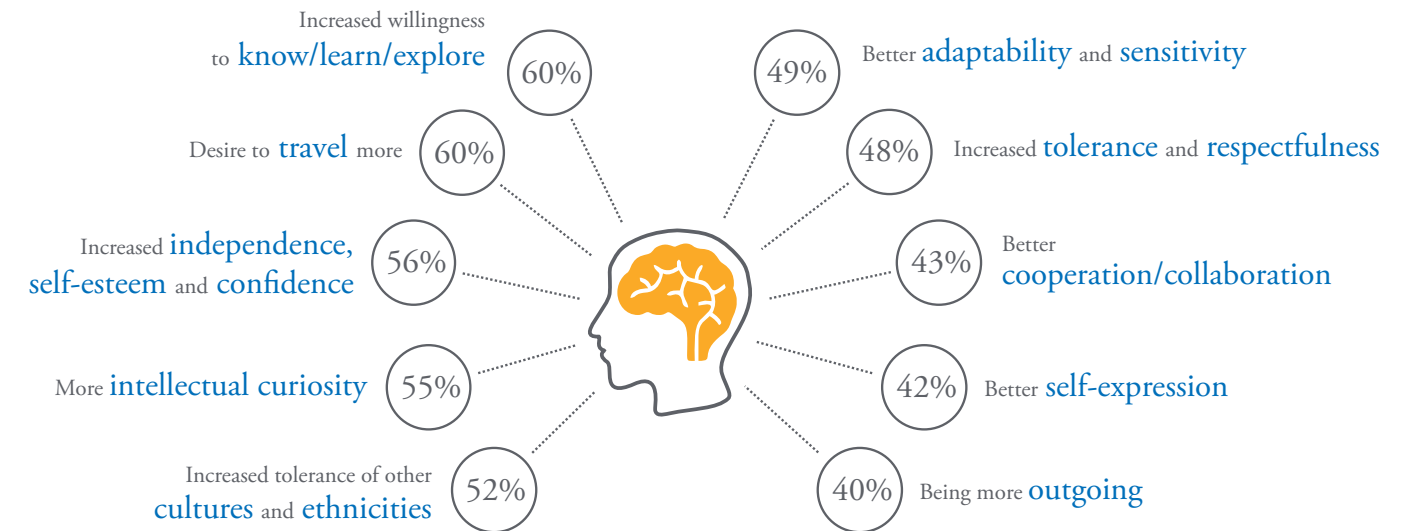 Increased willingness
to know/learn/explore
60%
Desire to travel more
60%
Increased independence,
self-esteem and confidence
56%
More intellectual curiosity
55%
Increased tolerance of other
cultures and ethnicities
52%
49%
Better adaptability and sensitivity
48%
Increased tolerance and respectfulness
43%
Better
cooperation/collaboration
42%
Better self-expression
40%
Being more outgoing